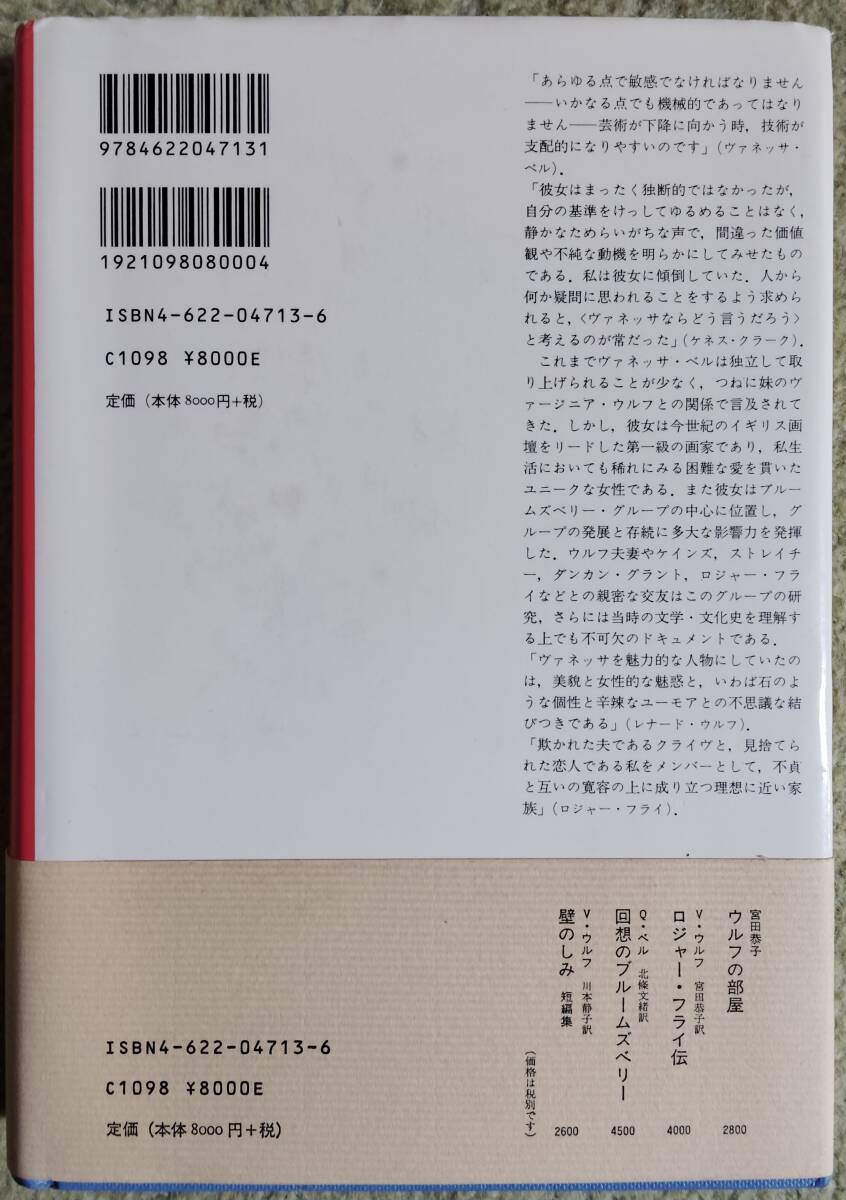 9784622047131
1921098080004
ISBN4-622-04713-6
C1098 ¥8000E
定価（本体8000円+税）
「あらゆる点で敏感でなければなりません
──いかなる点でも機械的であってはなり
ません──芸術が下降に向かう時，技術が
支配的になりやすいのです」（ヴァネッサ・
ベル）．
「彼女はまったく独断的ではなかったが，
自分の基準をけっしてゆるめることはなく，
静かなためらいがちな声で，間違った価値
観や不純な動機を明らかにしてみせたもの
である．私は彼女に傾倒していた．人から
何か疑問に思われることをするよう求めら
れると，〈ヴァネッサならどう言うだろう〉
と考えるのが常だった」（ケネス・クラーク）．
これまでヴァネッサ・ベルは独立して取
り上げられることが少なく，つねに妹のヴ
ァージニア・ウルフとの関係で言及されて
きた．しかし，彼女は今世紀のイギリス画
壇をリードした第一級の画家であり，私生
活においても稀れにみる困難な愛を貫いた
ユニークな女性である．また彼女はブルー
ムズベリー・グループの中心に位置し，グ
ループの発展と存続に多大な影響力を発揮
した．ウルフ夫妻やケインズ，ストレイチ
ー，ダンカン・グラント，ロジャー・フラ
イなどとの親密な交友はこのグループの研
究，さらには当時の文学・文化史を理解す
る上でも不可欠のドキュメントである．
「ヴァネッサを魅力的な人物にしていたの
は，美貌と女性的な魅惑と，いわば石のよ
うな個性と辛辣なユーモアとの不思議な結
びつきである」（レナード・ウルフ）．
「欺かれた夫であるクライヴと，見捨てら
れた恋人である私をメンバーとして，不貞
と互いの寛容の上に成り立つ理想に近い家
族」（ロジャー・フライ）．
宮田恭子
ウルフの部屋 2800
V・ウルフ 宮田恭子訳
ロジャー・フライ伝 4000
Q・ベル 北條文緒訳
回想のブルームズベリー 4500
V・ウルフ 川本静子訳
壁のしみ 短編集 2600
（価格は税別です）
ISBN4-622-04713-6
C1098 ¥8000E
定価（本体8000円+税）